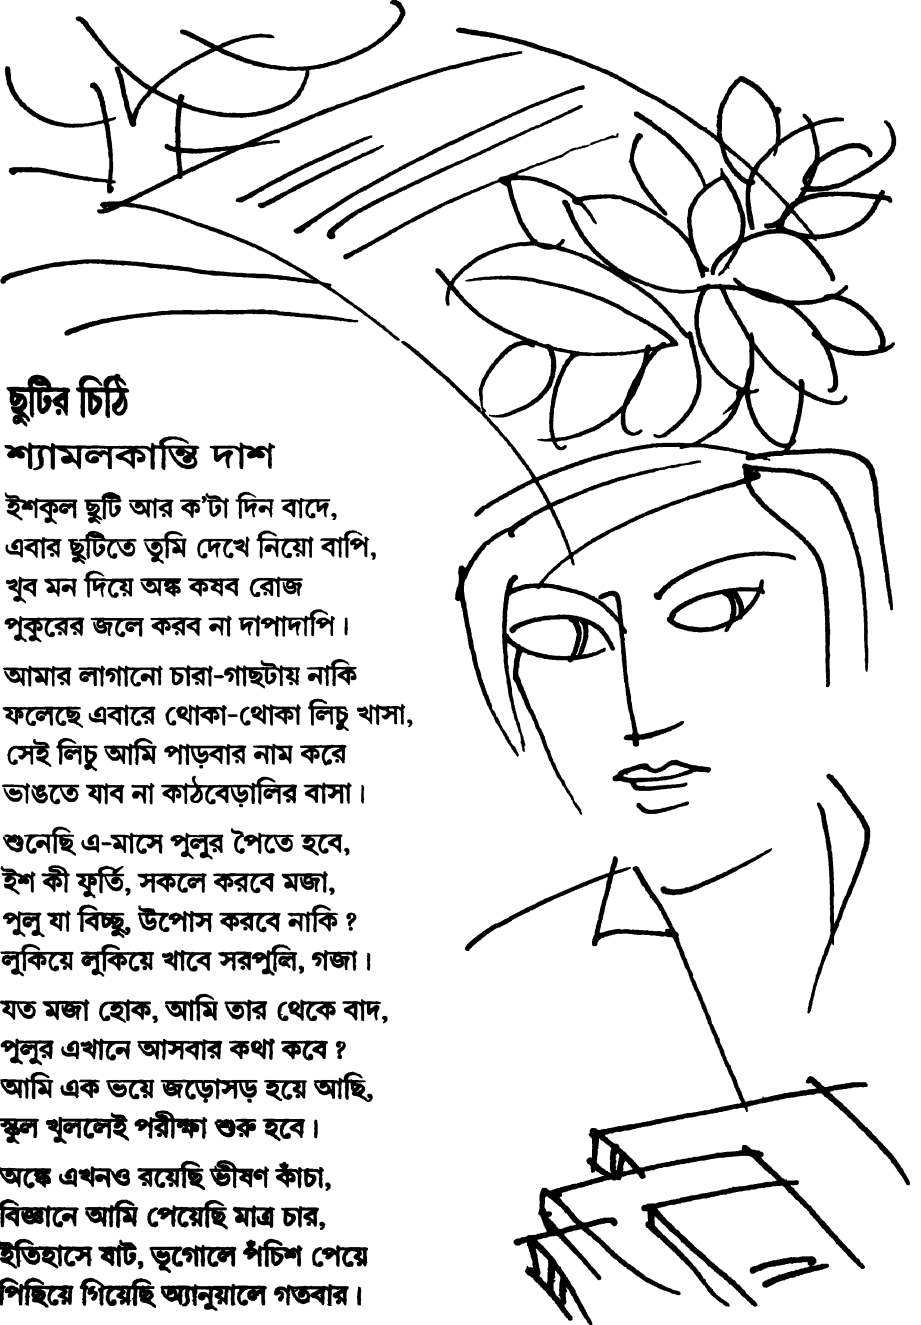 ছুটির চিঠি
শ্যামলকান্তি দাশ
ইশকুল ছুটি আর ক'টা দিন বাদে,
এবার ছুটিতে তুমি দেখে নিয়ো বাপি,
খুব মন দিয়ে অঙ্ক কষব রোজ
পুকুরের জলে করব না দাপাদাপি।
আমার লাগানো চারা-গাছটায় নাকি
ফলেছে এবারে থোকা-থোকা লিচু খাসা,
সেই লিচু আমি পাড়বার নাম করে
ভাঙতে যাব না কাঠবেড়ালির বাসা।
শুনেছি এ-মাসে পুলুর পৈতে হবে,
ইশ কী ফুর্তি, সকলে করবে মজা,
পুলু যা বিচ্ছু, উপোস করবে নাকি ?
লুকিয়ে লুকিয়ে খাবে সরপুলি, গজা।
যত মজা হোক, আমি তার থেকে বাদ,
পুলুর এখানে আসবার কথা কবে ?
আমি এক ভয়ে জড়োসড় হয়ে আছি,
স্কুল খুললেই পরীক্ষা শুরু হবে।
অঙ্কে এখনও রয়েছি ভীষণ কাঁচা,
বিজ্ঞানে আমি পেয়েছি মাত্র চার,
ইতিহাসে ষাট, ভূগোলে পঁচিশ পেয়ে
পিছিয়ে গিয়েছি অ্যানুয়ালে গতবার।